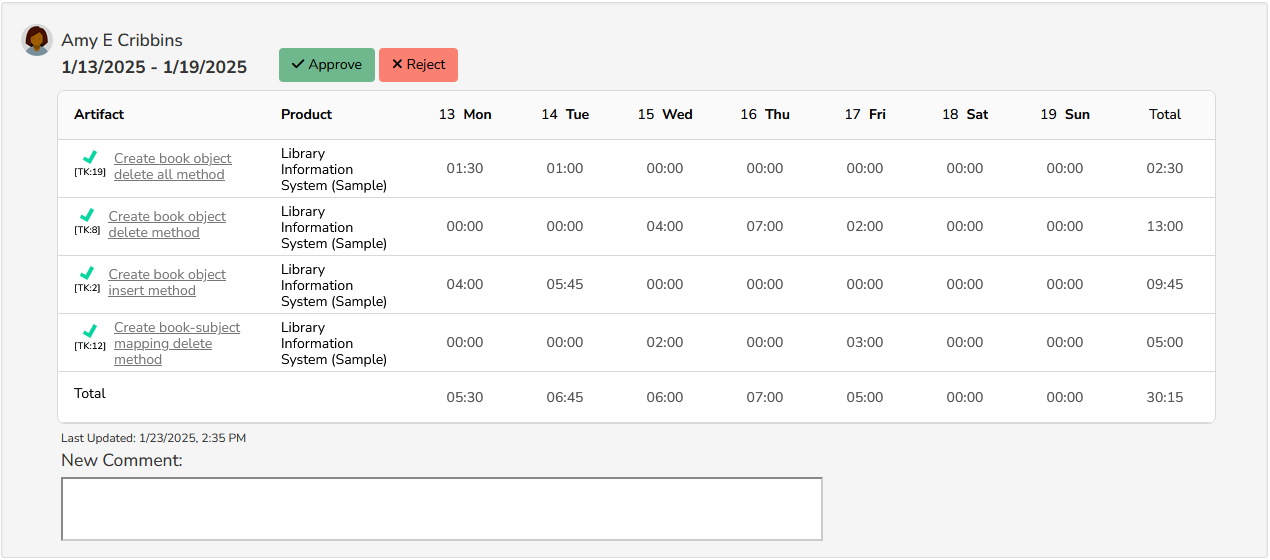 Amy E Cribbins
1/13/2025 - 1/19/2025
Approve
Reject
Artifact Product 13 Mon 14 Tue 15 Wed 16 Thu 17 Fri 18 Sat 19 Sun Total
[TK:19]
Create book object
delete all method
Library
Information
System (Sample)
01:30 01:00 00:00 00:00 00:00 00:00 00:00 02:30
[TK:8]
Create book object
delete method
Library
Information
System (Sample)
00:00 00:00 04:00 07:00 02:00 00:00 00:00 13:00
[TK:2]
Create book object
insert method
Library
Information
System (Sample)
04:00 05:45 00:00 00:00 00:00 00:00 00:00 09:45
[TK:12]
Create book-subject
mapping delete
method
Library
Information
System (Sample)
00:00 00:00 02:00 00:00 03:00 00:00 00:00 05:00
Total 05:30 06:45 06:00 07:00 05:00 00:00 00:00 30:15
Last Updated: 1/23/2025, 2:35 PM
New Comment: